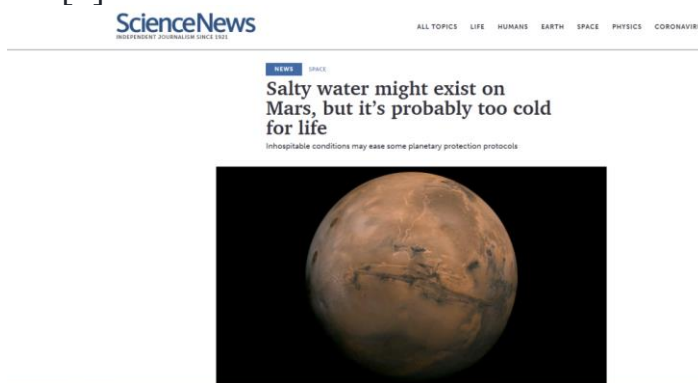 ScienceNews
INDEPENDENT JOURNALISM SINCE 1921
ALL TOPICS LIFE HUMANS EARTH SPACE PHYSICS
NEWS SPACE
Salty water might exist on
Mars, but it's probably too cold
for life
Inhospitable conditions may ease some planetary protection protocols